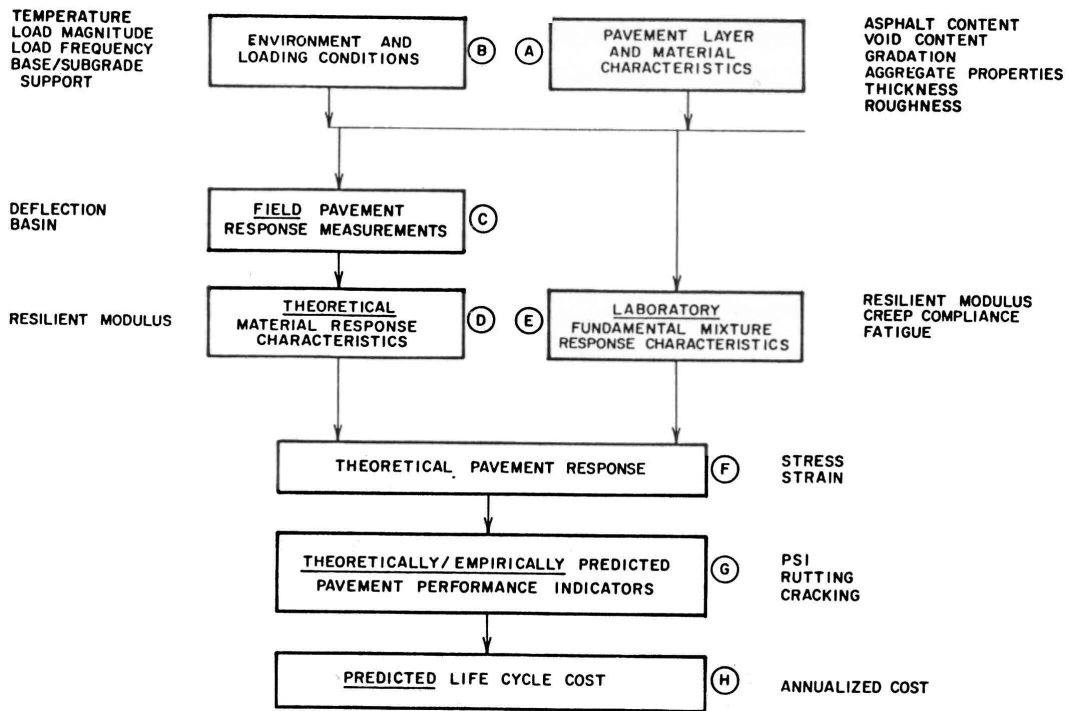 TEMPERATURE
LOAD MAGNITUDE
LOAD FREQUENCY
BASE/SUBGRADE
SUPPORT
ENVIRONMENT AND
LOADING CONDITIONS
B
A
PAVEMENT LAYER
AND MATERIAL
CHARACTERISTICS
ASPHALT CONTENT
VOID CONTENT
GRADATION
AGGREGATE PROPERTIES
THICKNESS
ROUGHNESS
DEFLECTION
BASIN
FIELD PAVEMENT
RESPONSE MEASUREMENTS
C
RESILIENT MODULUS
THEORETICAL
MATERIAL RESPONSE
CHARACTERISTICS
D
E
LABORATORY
FUNDAMENTAL MIXTURE
RESPONSE CHARACTERISTICS
RESILIENT MODULUS
CREEP COMPLIANCE
FATIGUE
THEORETICAL PAVEMENT RESPONSE
F
STRESS
STRAIN
THEORETICALLY/EMPIRICALLY PREDICTED
PAVEMENT PERFORMANCE INDICATORS
G
PSI
RUTTING
CRACKING
PREDICTED LIFE CYCLE COST
H
ANNUALIZED COST